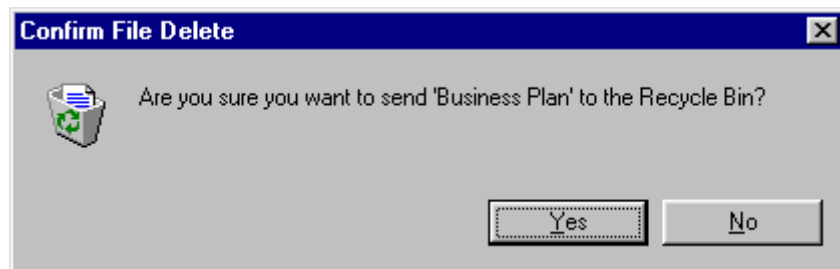 Confirm File Delete
Are you sure you want to send 'Business Plan' to the Recycle Bin?
Yes
No